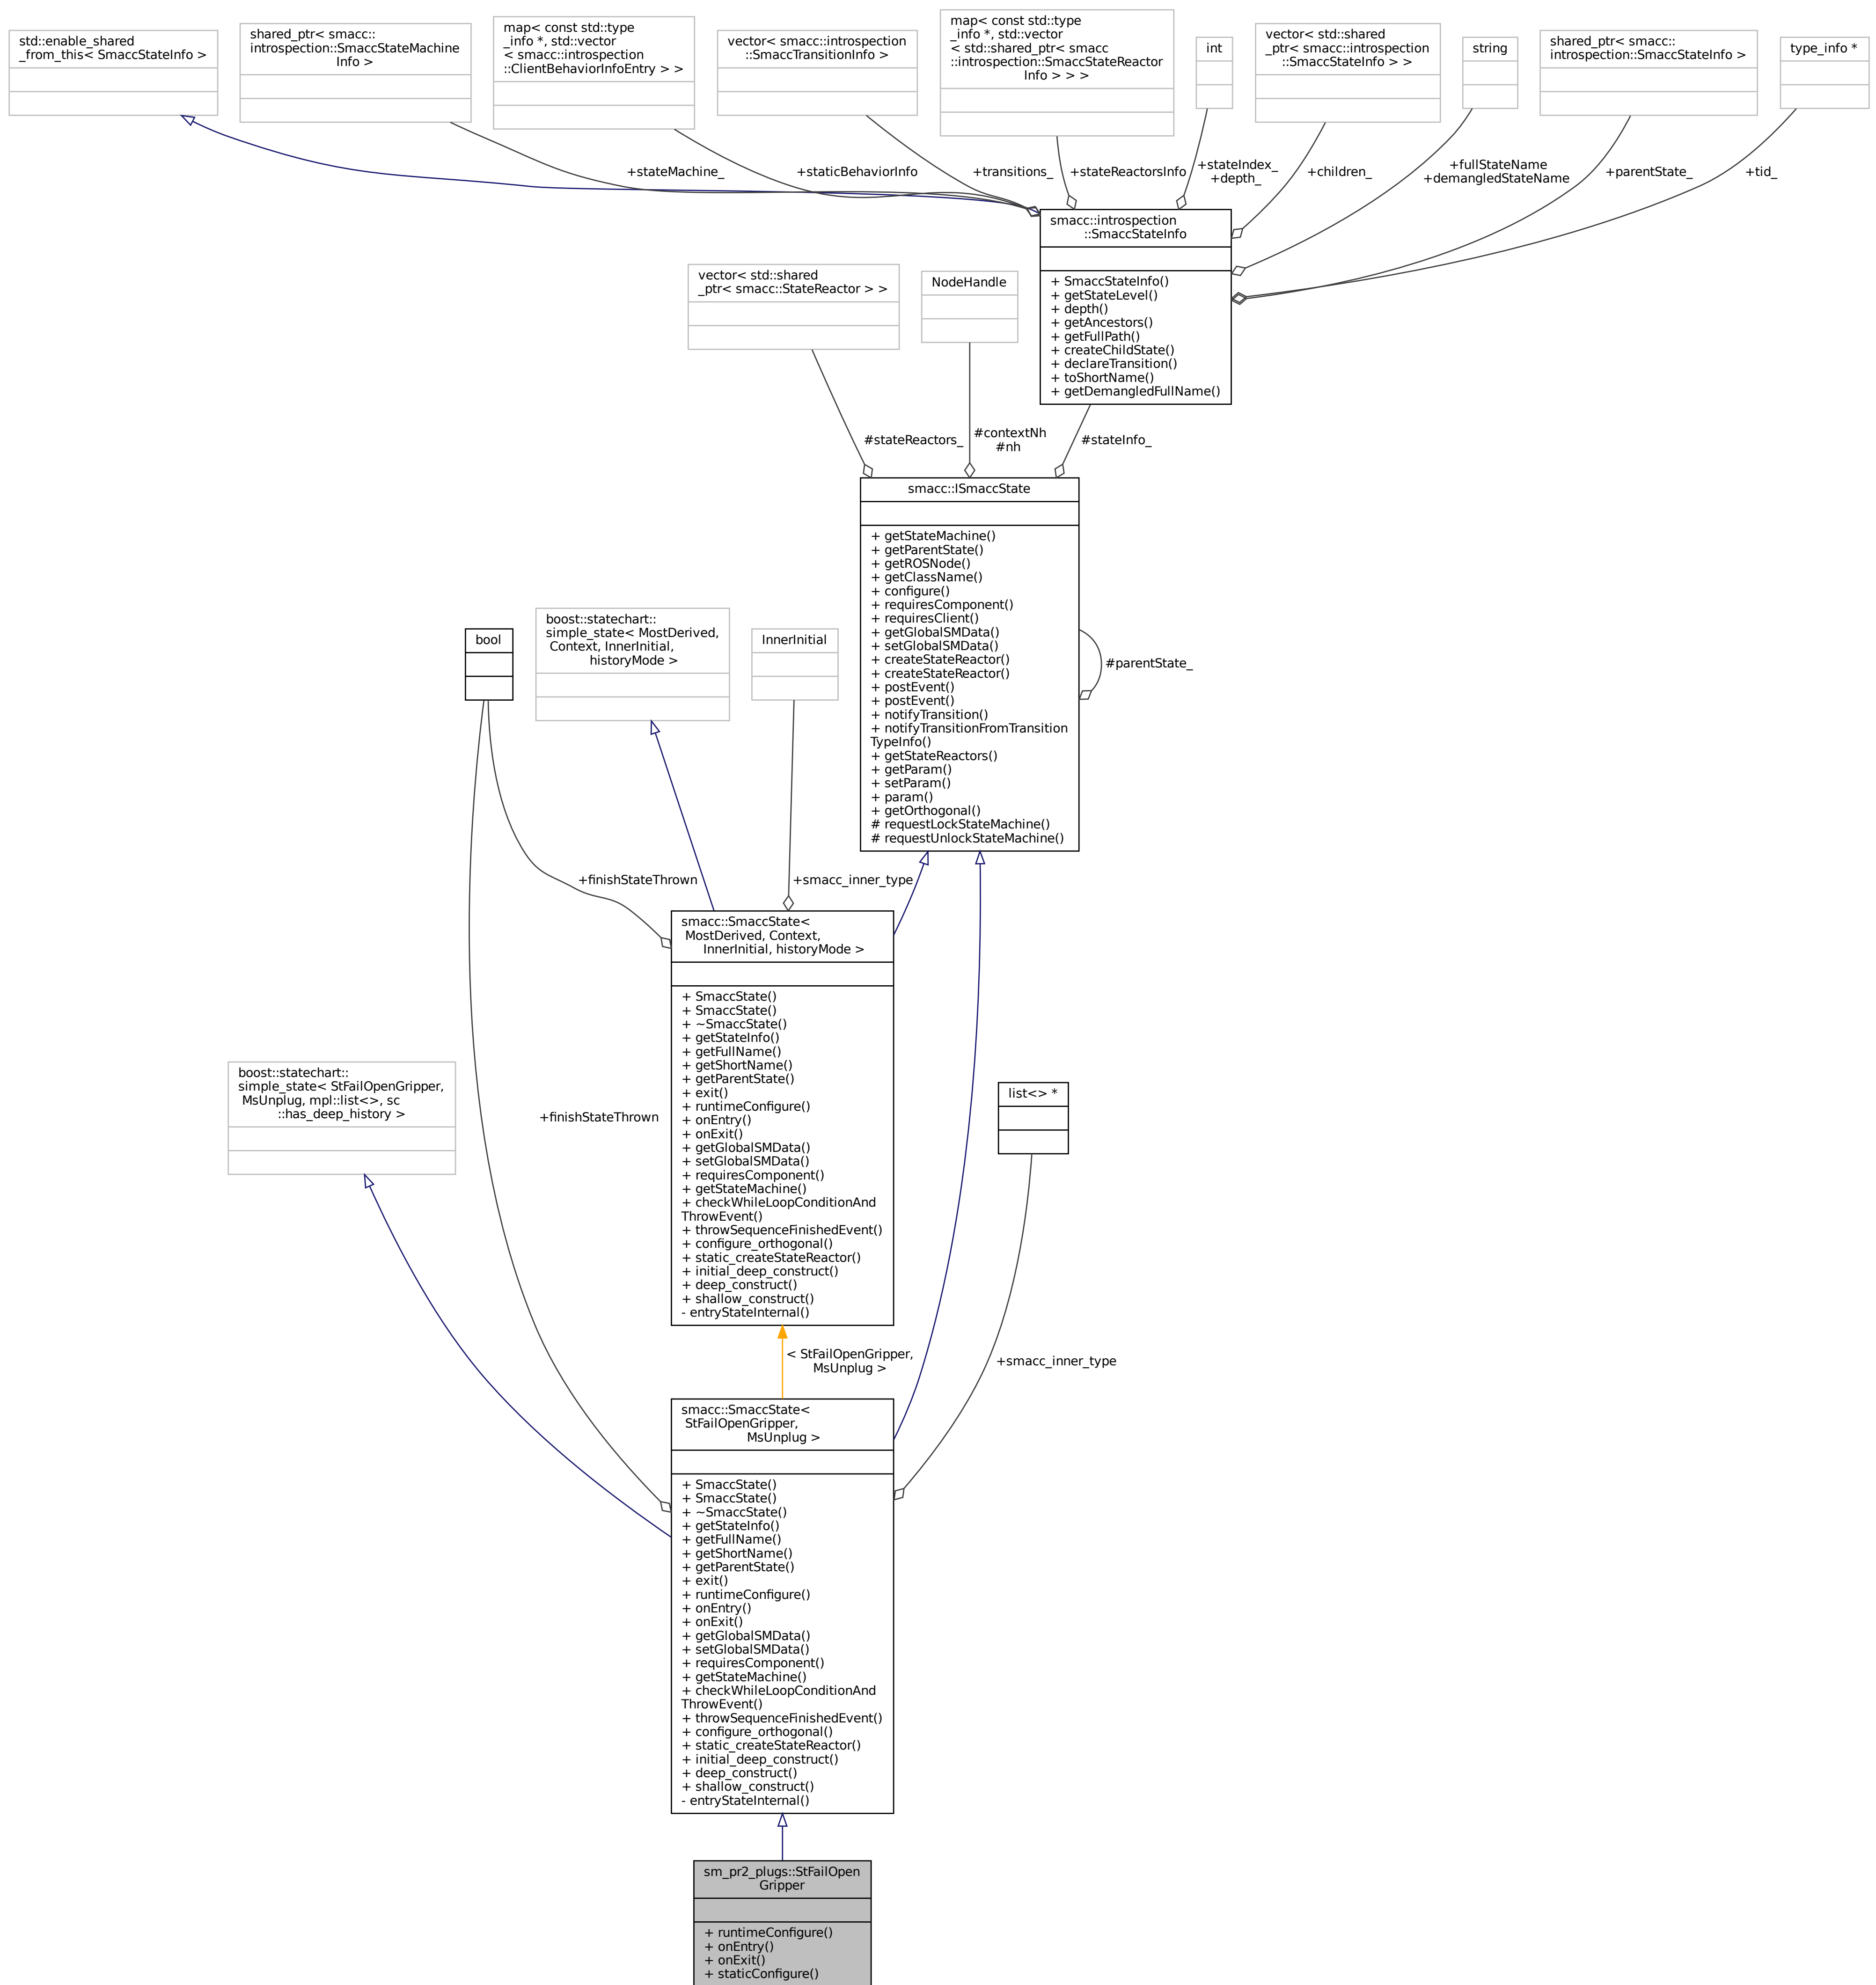 std::enable_shared
_from_this< SmaccStateInfo >
shared_ptr< smacc::
introspection::SmaccStateMachine
Info >
map< const std::type
_info *, std::vector
< smacc::introspection
::ClientBehaviorInfoEntry > >
vector< smacc::introspection
::SmaccTransitionInfo >
map< const std::type
_info *, std::vector
< std::shared_ptr< smacc
::introspection::SmaccStateReactor
Info > > >
int
vector< std::shared
_ptr< smacc::introspection
::SmaccStateInfo > >
string
shared_ptr< smacc::
introspection::SmaccStateInfo >
type_info *
+stateMachine_
+staticBehaviorInfo
+transitions_
+stateReactorsInfo
+stateIndex_
+depth_
+children_
+fullStateName
+demangledStateName
+parentState_
+tid_
smacc::introspection
::SmaccStateInfo
+ SmaccStateInfo()
+ getStateLevel()
+ depth()
+ getAncestors()
+ getFullPath()
+ createChildState()
+ declareTransition()
+ toShortName()
+ getDemangledFullName()
vector< std::shared
_ptr< smacc::StateReactor > >
NodeHandle
#stateReactors_
#contextNh
#nh
#stateInfo_
smacc::ISmaccState
+ getStateMachine()
+ getParentState()
+ getROSNode()
+ getClassName()
+ configure()
+ requiresComponent()
+ requiresClient()
+ getGlobalSMData()
+ setGlobalSMData()
+ createStateReactor()
+ createStateReactor()
+ postEvent()
+ postEvent()
+ notifyTransition()
+ notifyTransitionFromTransition
TypeInfo()
+ getStateReactors()
+ getParam()
+ setParam()
+ param()
+ getOrthogonal()
# requestLockStateMachine()
# requestUnlockStateMachine()
#parentState_
bool
boost::statechart::
simple_state< MostDerived,
Context, InnerInitial,
historyMode >
InnerInitial
+finishStateThrown
+smacc_inner_type
smacc::SmaccState<
MostDerived, Context,
InnerInitial, historyMode >
+ SmaccState()
+ SmaccState()
+ ~SmaccState()
+ getStateInfo()
+ getFullName()
+ getShortName()
+ getParentState()
+ exit()
+ runtimeConfigure()
+ onEntry()
+ onExit()
+ getGlobalSMData()
+ setGlobalSMData()
+ requiresComponent()
+ getStateMachine()
+ checkWhileLoopConditionAnd
ThrowEvent()
+ throwSequenceFinishedEvent()
+ configure_orthogonal()
+ static_createStateReactor()
+ initial_deep_construct()
+ deep_construct()
+ shallow_construct()
- entryStateInternal()
boost::statechart::
simple_state< StFailOpenGripper,
MsUnplug, mpl::list<>, sc
::has_deep_history >
+finishStateThrown
list<> *
< StFailOpenGripper,
MsUnplug >
+smacc_inner_type
smacc::SmaccState<
StFailOpenGripper,
MsUnplug >
+ SmaccState()
+ SmaccState()
+ ~SmaccState()
+ getStateInfo()
+ getFullName()
+ getShortName()
+ getParentState()
+ exit()
+ runtimeConfigure()
+ onEntry()
+ onExit()
+ getGlobalSMData()
+ setGlobalSMData()
+ requiresComponent()
+ getStateMachine()
+ checkWhileLoopConditionAnd
ThrowEvent()
+ throwSequenceFinishedEvent()
+ configure_orthogonal()
+ static_createStateReactor()
+ initial_deep_construct()
+ deep_construct()
+ shallow_construct()
- entryStateInternal()
sm_pr2_plugs::StFailOpen
Gripper
+ runtimeConfigure()
+ onEntry()
+ onExit()
+ staticConfigure()